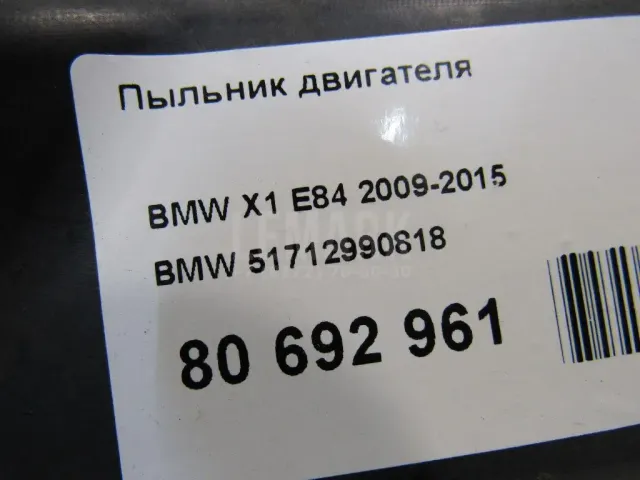 Пыльник двигателя
BMW X1 E84 2009-2015
BMW 51712990818
80 692 961